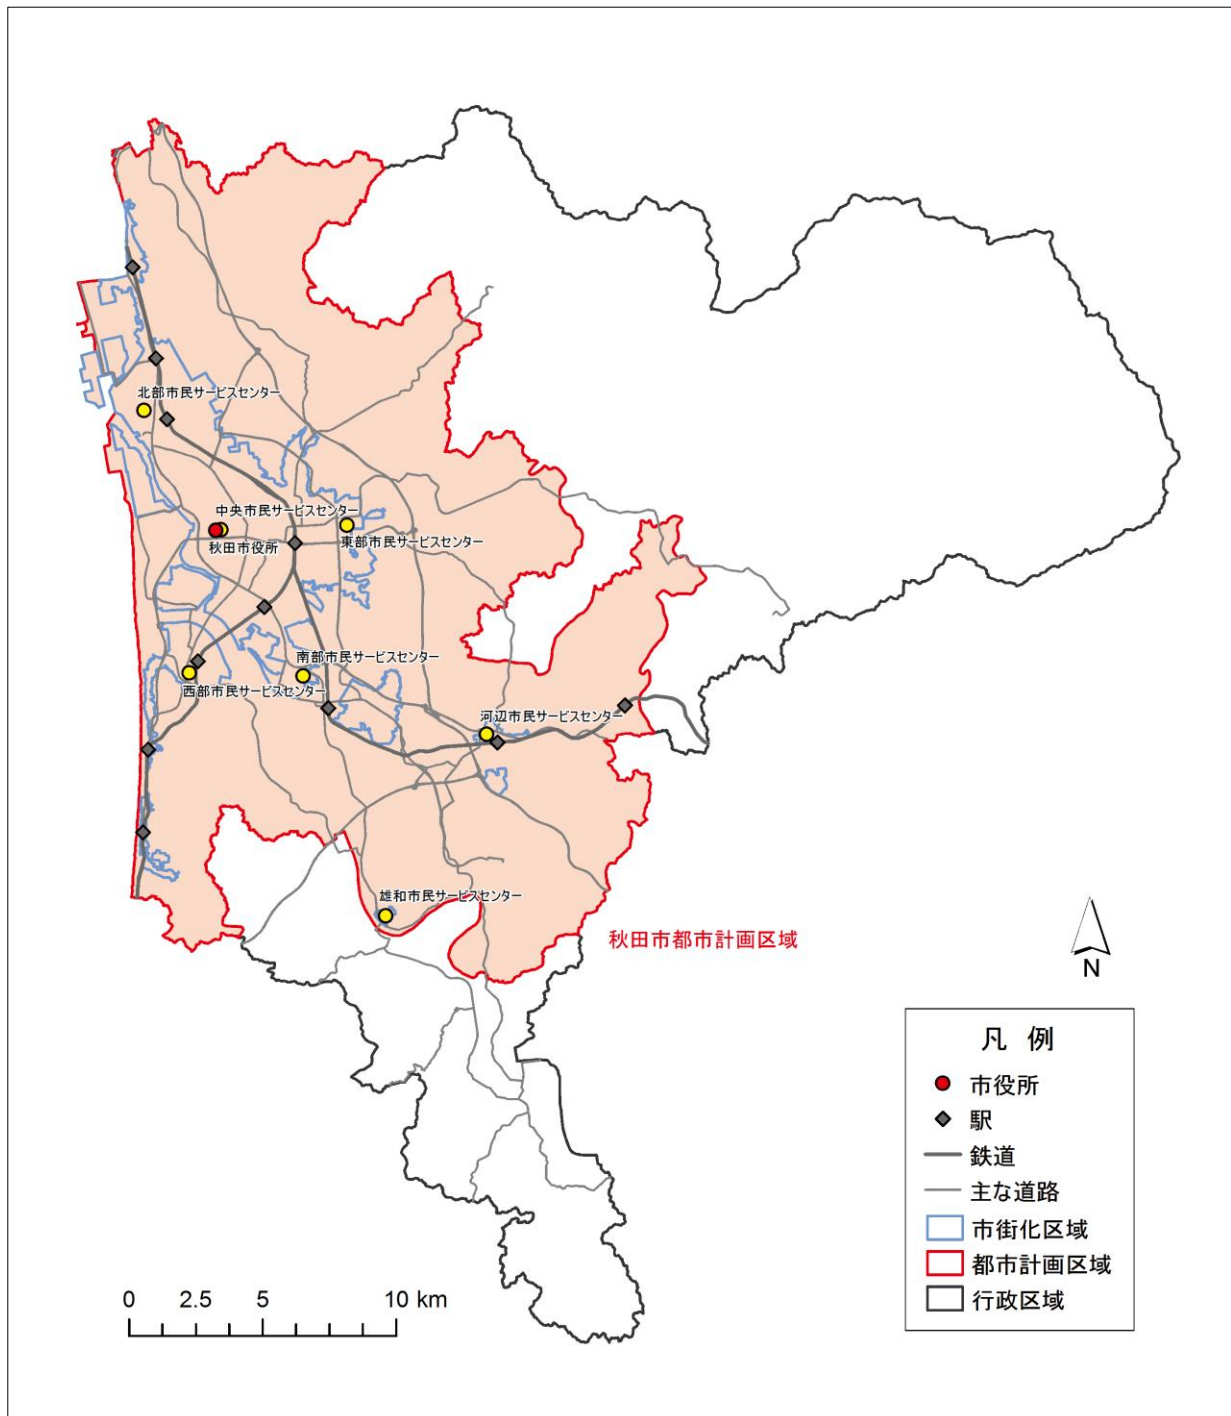 北部市民サービスセンター
中央市民サービスセンター
秋田市役所
東部市民サービスセンター
南部市民サービスセンター
西部市民サービスセンター
河辺市民サービスセンター
雄和市民サービスセンター
秋田市都市計画区域
N
凡 例
市役所
駅
鉄道
主な道路
市街化区域
都市計画区域
行政区域
0 2.5 5 10 km